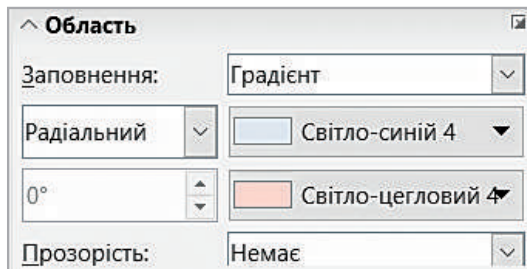 Область
Заповнення: Градієнт
Радіальний Світло-синій 4
0° Світло-цегловий 4
Прозорість: Немає